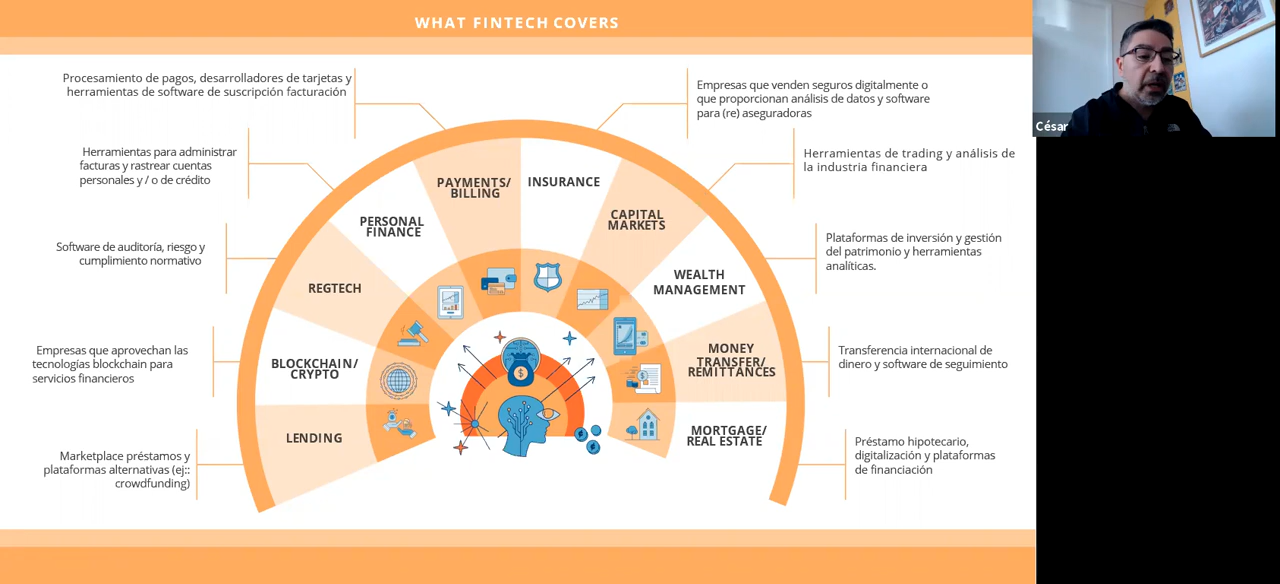 WHAT FINTECH COVERS
César
Procesamiento de pagos, desarrolladores de tarjetas y
herramientas de software de suscripción facturación
Empresas que venden seguros digitalmente o
que proporcionan análisis de datos y software
para (re) aseguradoras
Herramientas para administrar
facturas y rastrear cuentas
personales y / o de crédito
Herramientas de trading y análisis de
la industria financiera
Software de auditoría, riesgo y
cumplimiento normativo
Plataformas de inversión y gestión
del patrimonio y herramientas
analíticas.
Empresas que aprovechan las
tecnologías blockchain para
servicios financieros
Transferencia internacional de
dinero y software de seguimiento
Marketplace préstamos y
plataformas alternativas (ej::
crowdfunding)
Préstamo hipotecario,
digitalización y plataformas
de financiación
LENDING
BLOCKCHAIN/
CRYPTO
REGTECH
PERSONAL
FINANCE
PAYMENTS/
BILLING
INSURANCE
CAPITAL
MARKETS
WEALTH
MANAGEMENT
MONEY
TRANSFER/
REMITTANCES
MORTGAGE/
REAL ESTATE